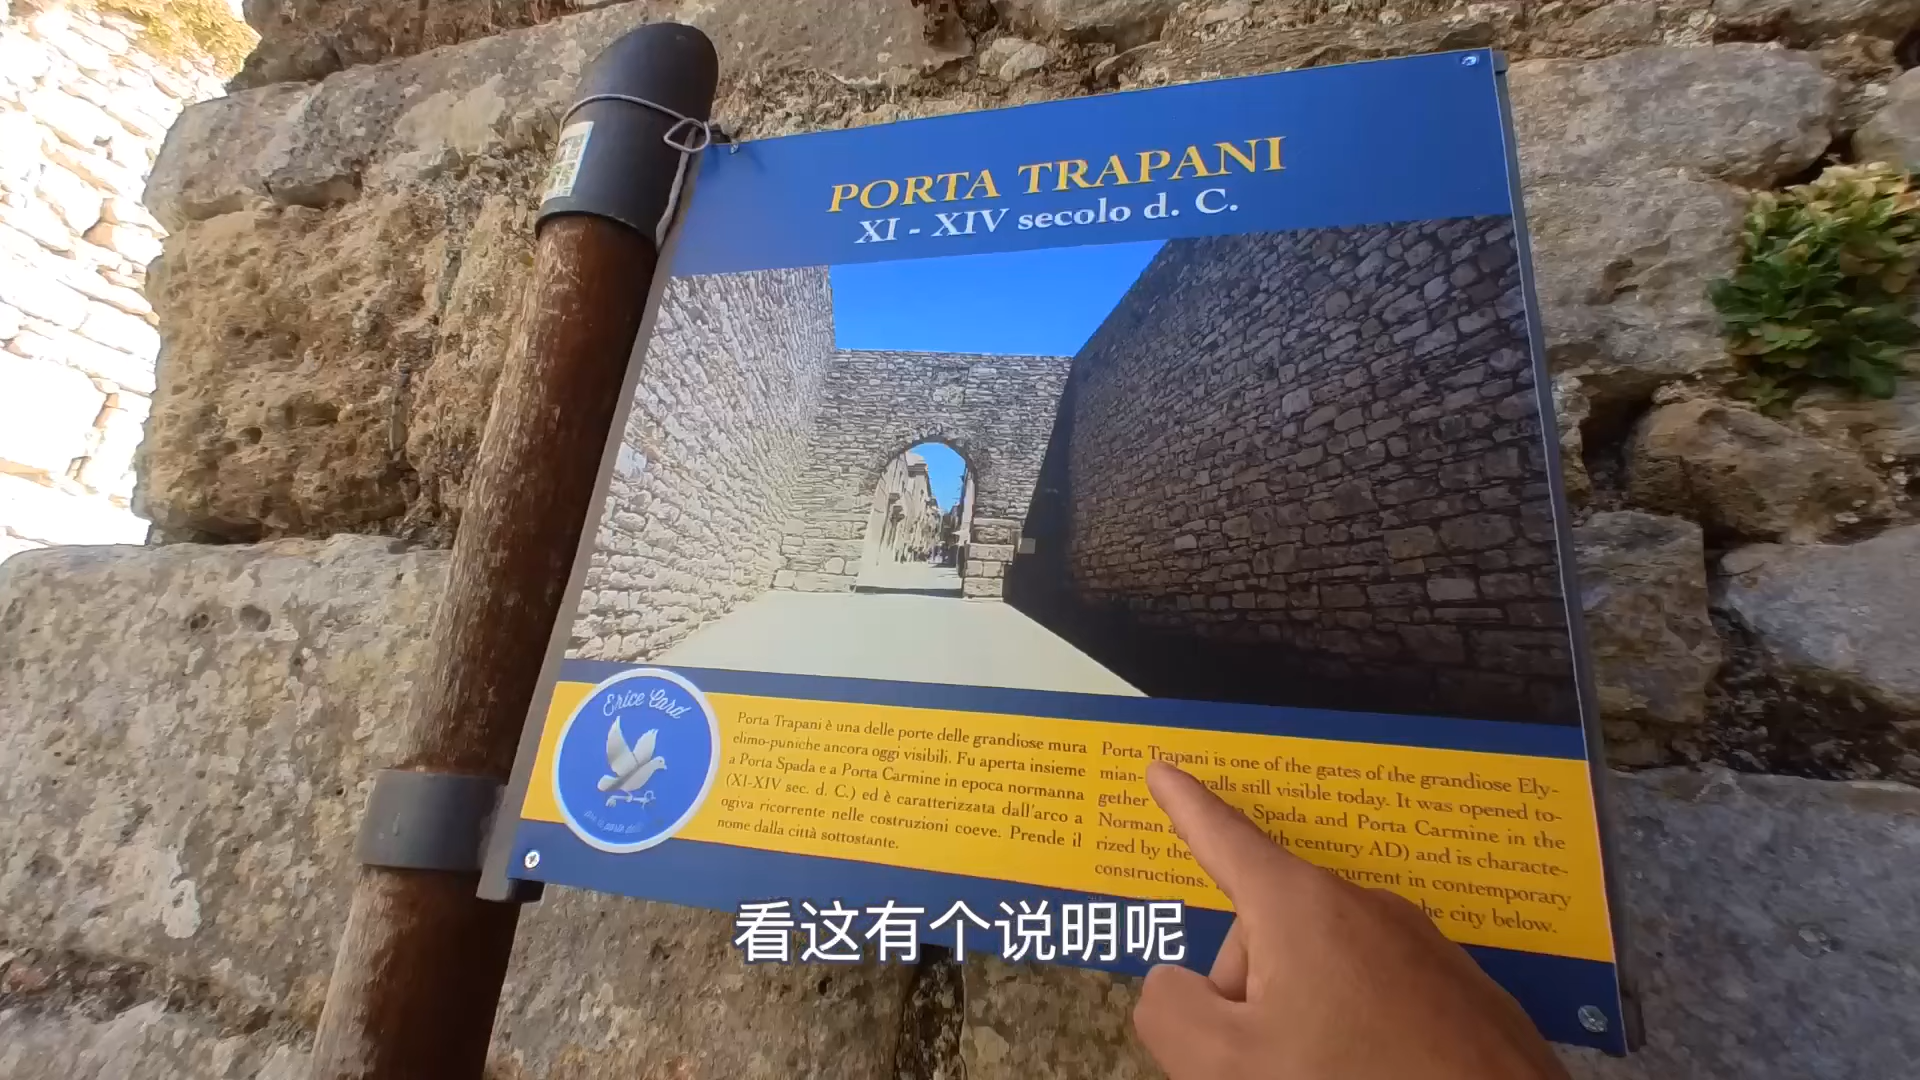 PORTA TRAPANI
XI - XIV secolo d. C.
Erice Card
Porta Trapani è una delle porte delle grandiose mura
elimo-puniche ancora oggi visibili. Fu aperta insieme
a Porta Spada e a Porta Carmine in epoca normanna
(XI-XIV sec. d. C.) ed è caratterizzata dall'arco a
ogiva ricorrente nelle costruzioni coeve. Prende il
nome dalla città sottostante.
Porta Trapani is one of the gates of the grandiose Ely-
mian- walls still visible today. It was opened to-
gether Spada and Porta Carmine in the
Norman century AD) and is characte-
rized by the recurrent in contemporary
constructions. the city below.
看这有个说明呢